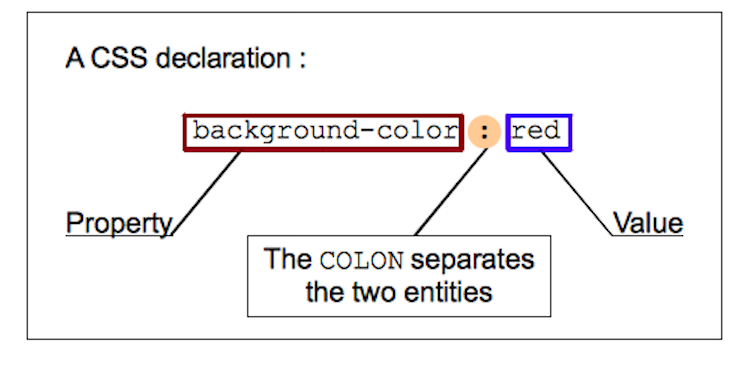 A CSS declaration :
background-color : red
Property
Value
The COLON separates
the two entities